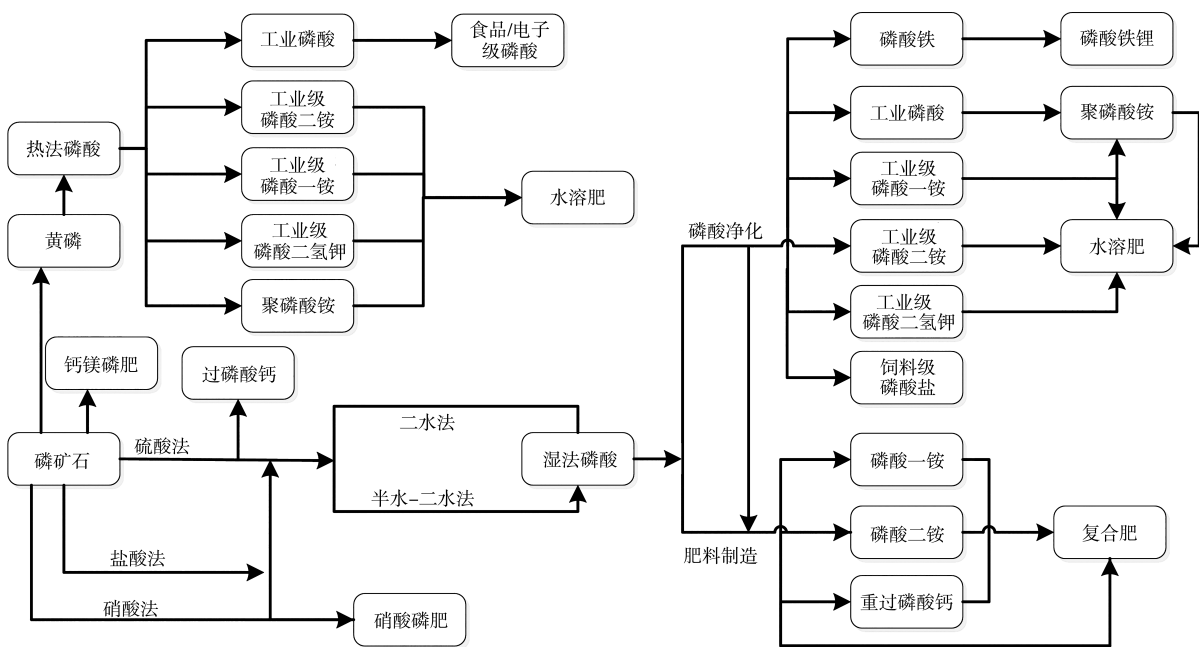 工业磷酸
食品/电子
级磷酸
工业级
磷酸二铵
热法磷酸
工业级
磷酸一铵
水溶肥
黄磷
工业级
磷酸二氢钾
聚磷酸铵
钙镁磷肥
过磷酸钙
磷矿石
硫酸法
二水法
湿法磷酸
半水-二水法
盐酸法
硝酸法
硝酸磷肥
磷酸净化
肥料制造
磷酸铁
磷酸铁锂
工业磷酸
聚磷酸铵
工业级
磷酸一铵
工业级
磷酸二铵
水溶肥
工业级
磷酸二氢钾
饲料级
磷酸盐
磷酸一铵
磷酸二铵
复合肥
重过磷酸钙